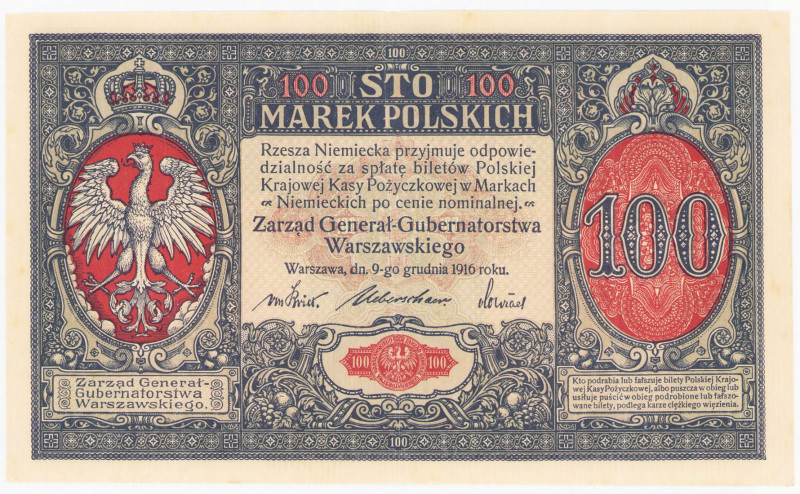 100
100 STO 100
MAREK POLSKICH
Rzesza Niemiecka przyjmuje odpowie-
dzialność za spłatę biletów Polskiej
Krajowej Kasy Pożyczkowej w Markach
Niemieckich po cenie nominalnej.
Zarząd Generał-Gubernatorstwa
Warszawskiego
Warszawa, dn. 9-go grudnia 1916 roku.
100
100 100
Zarząd Generał-
Gubernatorstwa
Warszawskiego.
Kto podrabia lub fałszuje bilety Polskiej Krajo-
wej Kasy Pożyczkowej, albo puszcza w obieg lub
usiłuje puścić w obieg podrobione lub fałszo-
wane bilety, podlega karze ciężkiego więzienia.
100